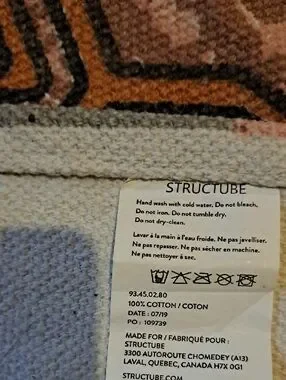 STRUCTUBE
Hand wash with cold water. Do not bleach.
Do not iron. Do not tumble dry.
Do not dry-clean.
Laver à la main à l'eau froide. Ne pas javelliser.
Ne pas repasser. Ne pas sécher en machine.
Ne pas nettoyer à sec.
93.45.02.80
100% COTTON / COTON
DATE : 07/19
PO : 109739
MADE FOR / FABRIQUÉ POUR :
STRUCTUBE
3300 AUTOROUTE CHOMEDEY (A13)
LAVAL, QUEBEC, CANADA H7X 0G1
STRUCTUBE.COM